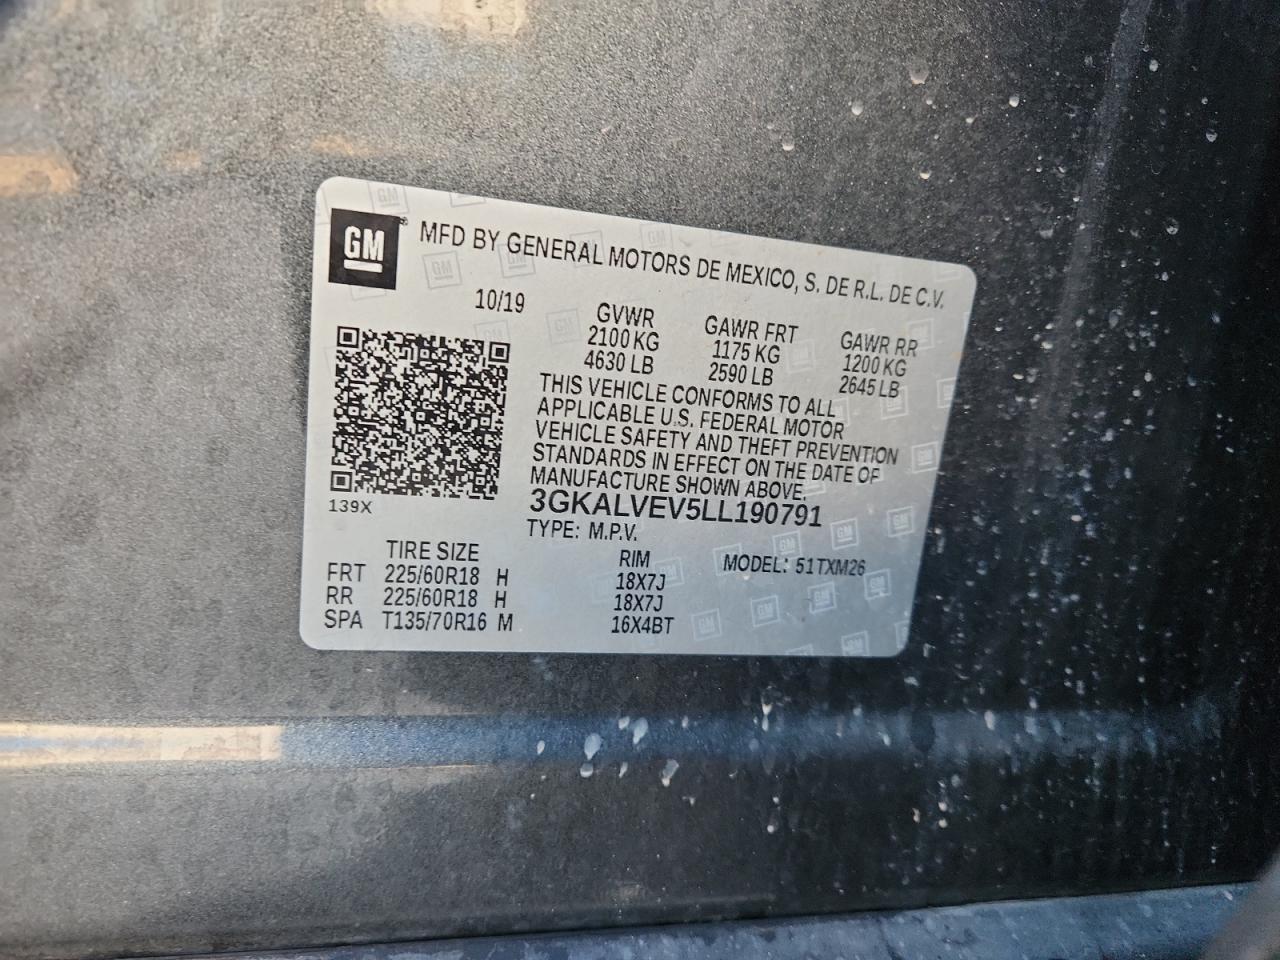 GM® MFD BY GENERAL MOTORS DE MEXICO, S. DE R.L. DE C.V.
10/19 GVWR GAWR FRT GAWR RR
2100 KG 1175 KG 1200 KG
4630 LB 2590 LB 2645 LB
THIS VEHICLE CONFORMS TO ALL
APPLICABLE U.S. FEDERAL MOTOR
VEHICLE SAFETY AND THEFT PREVENTION
STANDARDS IN EFFECT ON THE DATE OF
MANUFACTURE SHOWN ABOVE.
139X
3GKALVEV5LL190791
TYPE: M.P.V.
TIRE SIZE RIM MODEL: 51TXM26
FRT 225/60R18 H 18X7J
RR 225/60R18 H 18X7J
SPA T135/70R16 M 16X4BT